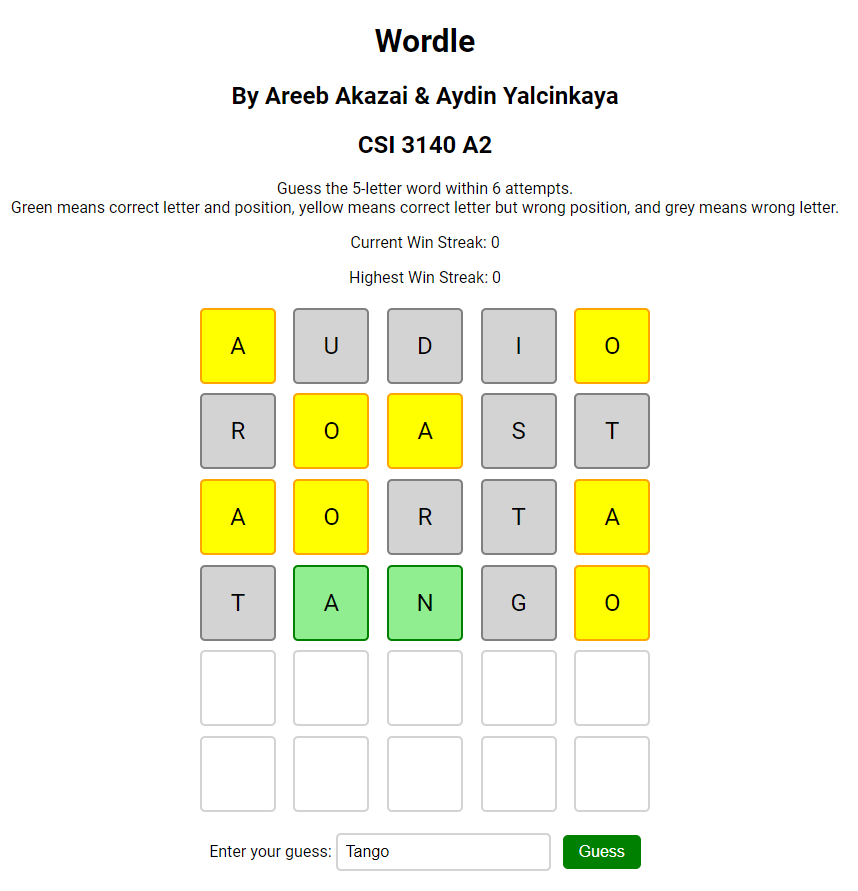 Wordle
By Areeb Akazai & Aydin Yalcinkaya
CSI 3140 A2
Guess the 5-letter word within 6 attempts.
Green means correct letter and position, yellow means correct letter but wrong position, and grey means wrong letter.
Current Win Streak: 0
Highest Win Streak: 0
A U D I O
R O A S T
A O R T A
T A N G O
Enter your guess: Tango Guess